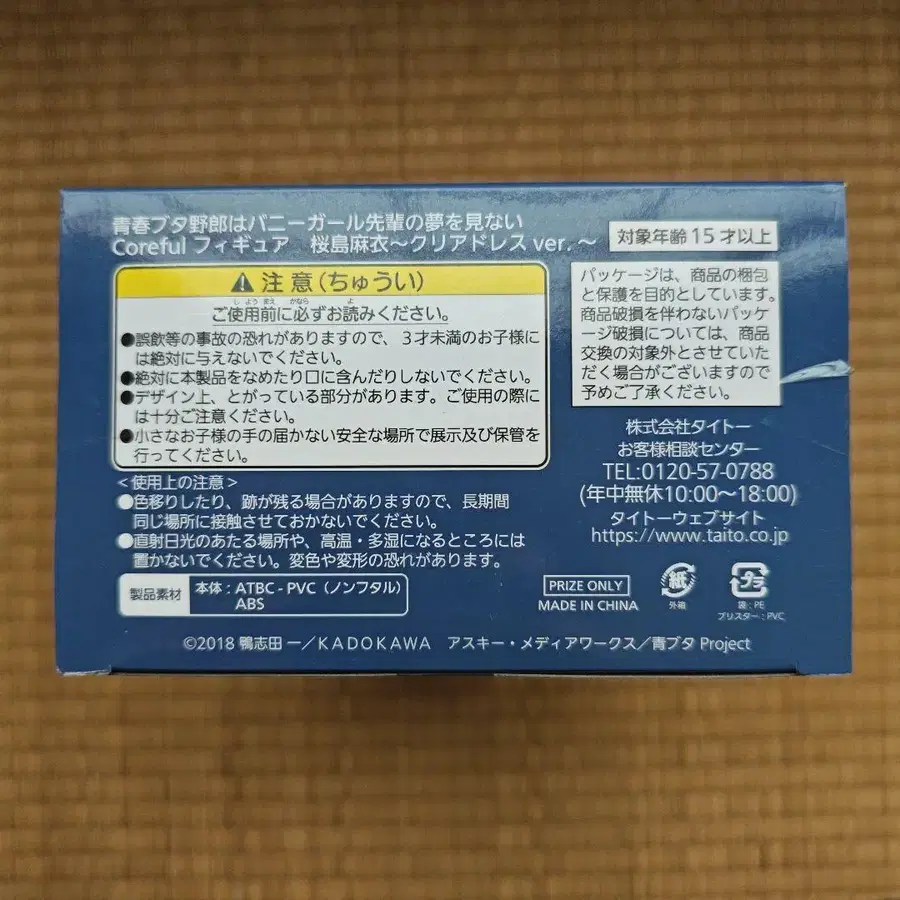 青春ブタ野郎はバニーガール先輩の夢を見ない
Coreful フィギュア　桜島麻衣〜クリアドレス ver.〜
対象年齢15才以上
注意(ちゅうい)
しようまえ かなら よ
ご使用前に必ずお読みください。
●誤飲等の事故の恐れがありますので、3才未満のお子様に
は絶対に与えないでください。
●絶対に本製品をなめたり口に含んだりしないでください。
●デザイン上、とがっている部分があります。ご使用の際に
は十分ご注意ください。
●小さなお子様の手の届かない安全な場所で展示及び保管を
行ってください。
パッケージは、商品の梱包
と保護を目的としています。
商品破損を伴わないパッケ
ージ破損については、商品
交換の対象外とさせていた
だく場合がございますので
予めご了承ください。
株式会社タイトー
お客様相談センター
TEL:0120-57-0788
(年中無休10:00〜18:00)
タイトーウェブサイト
https://www.taito.co.jp
＜使用上の注意＞
●色移りしたり、跡が残る場合がありますので、長期間
同じ場所に接触させておかないでください。
●直射日光のあたる場所や、高温・多湿になるところには
置かないでください。変色や変形の恐れがあります。
製品素材
本体：ATBC-PVC（ノンフタル）
ABS
PRIZE ONLY
MADE IN CHINA
紙
外箱
プラ
袋：PE
ブリスター：PVC
©2018 鴨志田 一／KADOKAWA　アスキー・メディアワークス／青ブタ Project